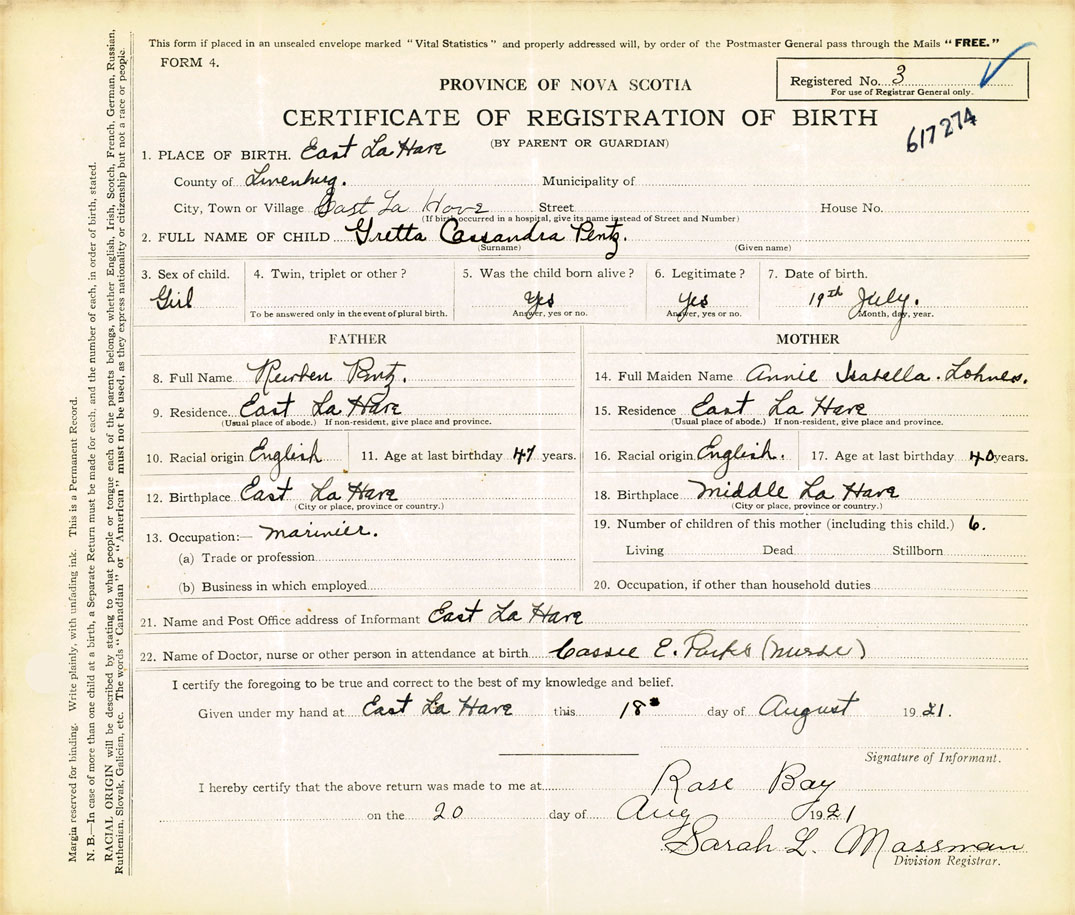 This form if placed in an unsealed envelope marked "Vital Statistics" and properly addressed will, by order of the Postmaster General pass through the Mails "FREE."
FORM 4.
Registered No. 3
For use of Registrar General only.
PROVINCE OF NOVA SCOTIA
CERTIFICATE OF REGISTRATION OF BIRTH
617274
(BY PARENT OR GUARDIAN)
1. PLACE OF BIRTH. East La Have
County of Lunenburg. Municipality of
City, Town or Village East La Have Street House No.
(If birth occurred in a hospital, give its name instead of Street and Number)
2. FULL NAME OF CHILD Gretta Cassandra Pentz.
(Surname) (Given name)
3. Sex of child. 4. Twin, triplet or other? 5. Was the child born alive? 6. Legitimate? 7. Date of birth.
Girl Yes Yes 19th July.
To be answered only in the event of plural birth. Answer, yes or no. Answer, yes or no. Month, day, year.
FATHER
8. Full Name Reuben Pentz.
9. Residence East La Have
(Usual place of abode.) If non-resident, give place and province.
10. Racial origin English 11. Age at last birthday 47 years.
12. Birthplace East La Have
(City or place, province or country.)
13. Occupation:— marinier.
(a) Trade or profession
(b) Business in which employed
MOTHER
14. Full Maiden Name Annie Isabella. Lohnes.
15. Residence East La Have
(Usual place of abode.) If non-resident, give place and province.
16. Racial origin English. 17. Age at last birthday 40 years.
18. Birthplace Middle La Have
(City or place, province or country.)
19. Number of children of this mother (including this child.) 6.
Living Dead Stillborn
20. Occupation, if other than household duties
21. Name and Post Office address of Informant East La Have
22. Name of Doctor, nurse or other person in attendance at birth Cassie E. Parks (nurse)
I certify the foregoing to be true and correct to the best of my knowledge and belief.
Given under my hand at East La Have this 18 day of August 1921.
Signature of Informant.
I hereby certify that the above return was made to me at Rose Bay
on the 20 day of Aug 1921
Sarah L. Mossman
Division Registrar.
Margin reserved for binding. Write plainly, with unfading ink. This is a Permanent Record.
N. B.—In case of more than one child at a birth, a Separate Return must be made for each, and the number of each, in order of birth, stated.
RACIAL ORIGIN will be described by stating to what people or tongue each of the parents belongs, whether English, Irish, Scotch, French, German, Russian,
Ruthenian, Slovak, Galician, etc. The words "Canadian" or "American" must not be used, as they express nationality or citizenship but not a race or people.